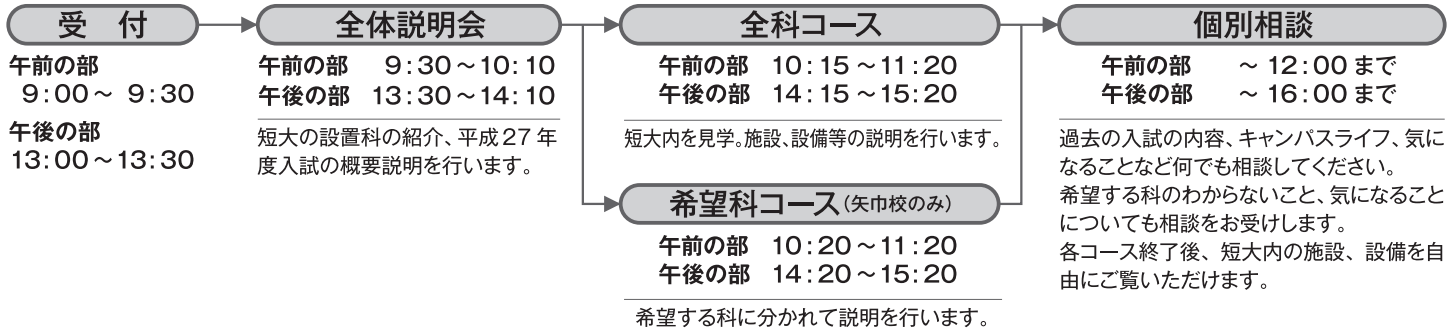 受　付
午前の部
9:00～ 9:30
午後の部
13:00～13:30
全体説明会
午前の部　9:30～10:10
午後の部　13:30～14:10
短大の設置科の紹介、平成27年
度入試の概要説明を行います。
全科コース
午前の部　10:15～11:20
午後の部　14:15～15:20
短大内を見学。施設、設備等の説明を行います。
希望科コース（矢巾校のみ）
午前の部　10:20～11:20
午後の部　14:20～15:20
希望する科に分かれて説明を行います。
個別相談
午前の部　～12:00まで
午後の部　～16:00まで
過去の入試の内容、キャンパスライフ、気に
なることなど何でも相談してください。
希望する科のわからないこと、気になること
についても相談をお受けします。
各コース終了後、短大内の施設、設備を自
由にご覧いただけます。